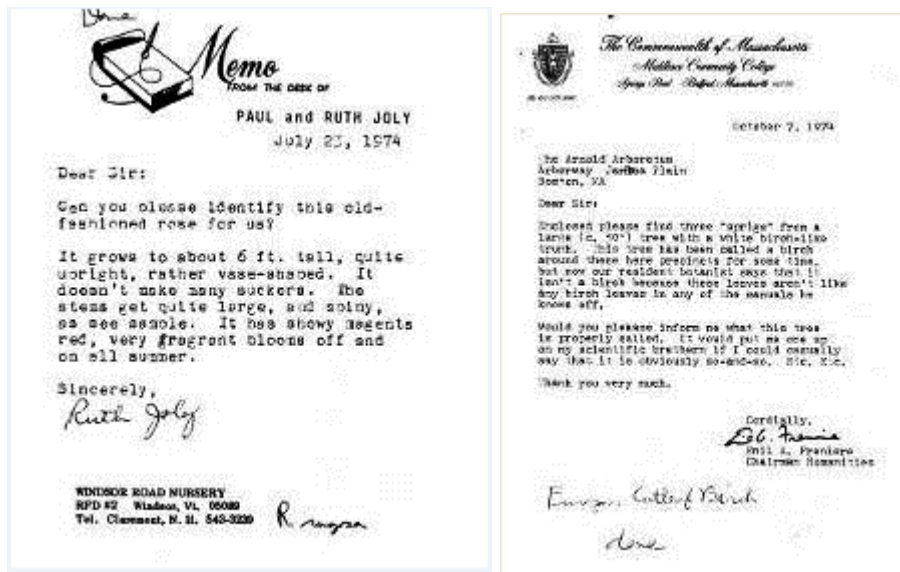 Done
Memo
FROM THE DESK OF
PAUL and RUTH JOLY
July 23, 1974
Dear Sir:
Can you please identify this old-
fashioned rose for us?
It grows to about 6 ft. tall, quite
upright, rather vase-shaped. It
doesn't make many suckers. The
stems get quite large, and spiny,
as see sample. It has showy magenta
red, very fragrant blooms off and
on all summer.
Sincerely,
Ruth Joly
WINDSOR ROAD NURSERY
RFD #2 Windsor, Vt. 05089
Tel. Claremont, N. H. 543-3239
R. rugosa
The Commonwealth of Massachusetts
Middlesex Community College
Springs Road Bedford, Massachusetts
October 7, 1974
The Arnold Arboretum
Arborway Jamaica Plain
Boston, MA
Dear Sir:
Enclosed please find three "sprigs" from a
large (c. 50') tree with a white birch-like
trunk. This tree has been called a birch
around these here precincts for some time,
but now our resident botanist says that it
isn't a birch because these leaves aren't like
any birch leaves in any of the manuals he
knows off.
Would you please inform me what this tree
is properly called. It would put me one up
on my scientific brethern if I could casually
say that it is obviously so-and-so. Sic, Sic.
Thank you very much.
Cordially,
Chairman Humanities
Cutleaf Birch
done